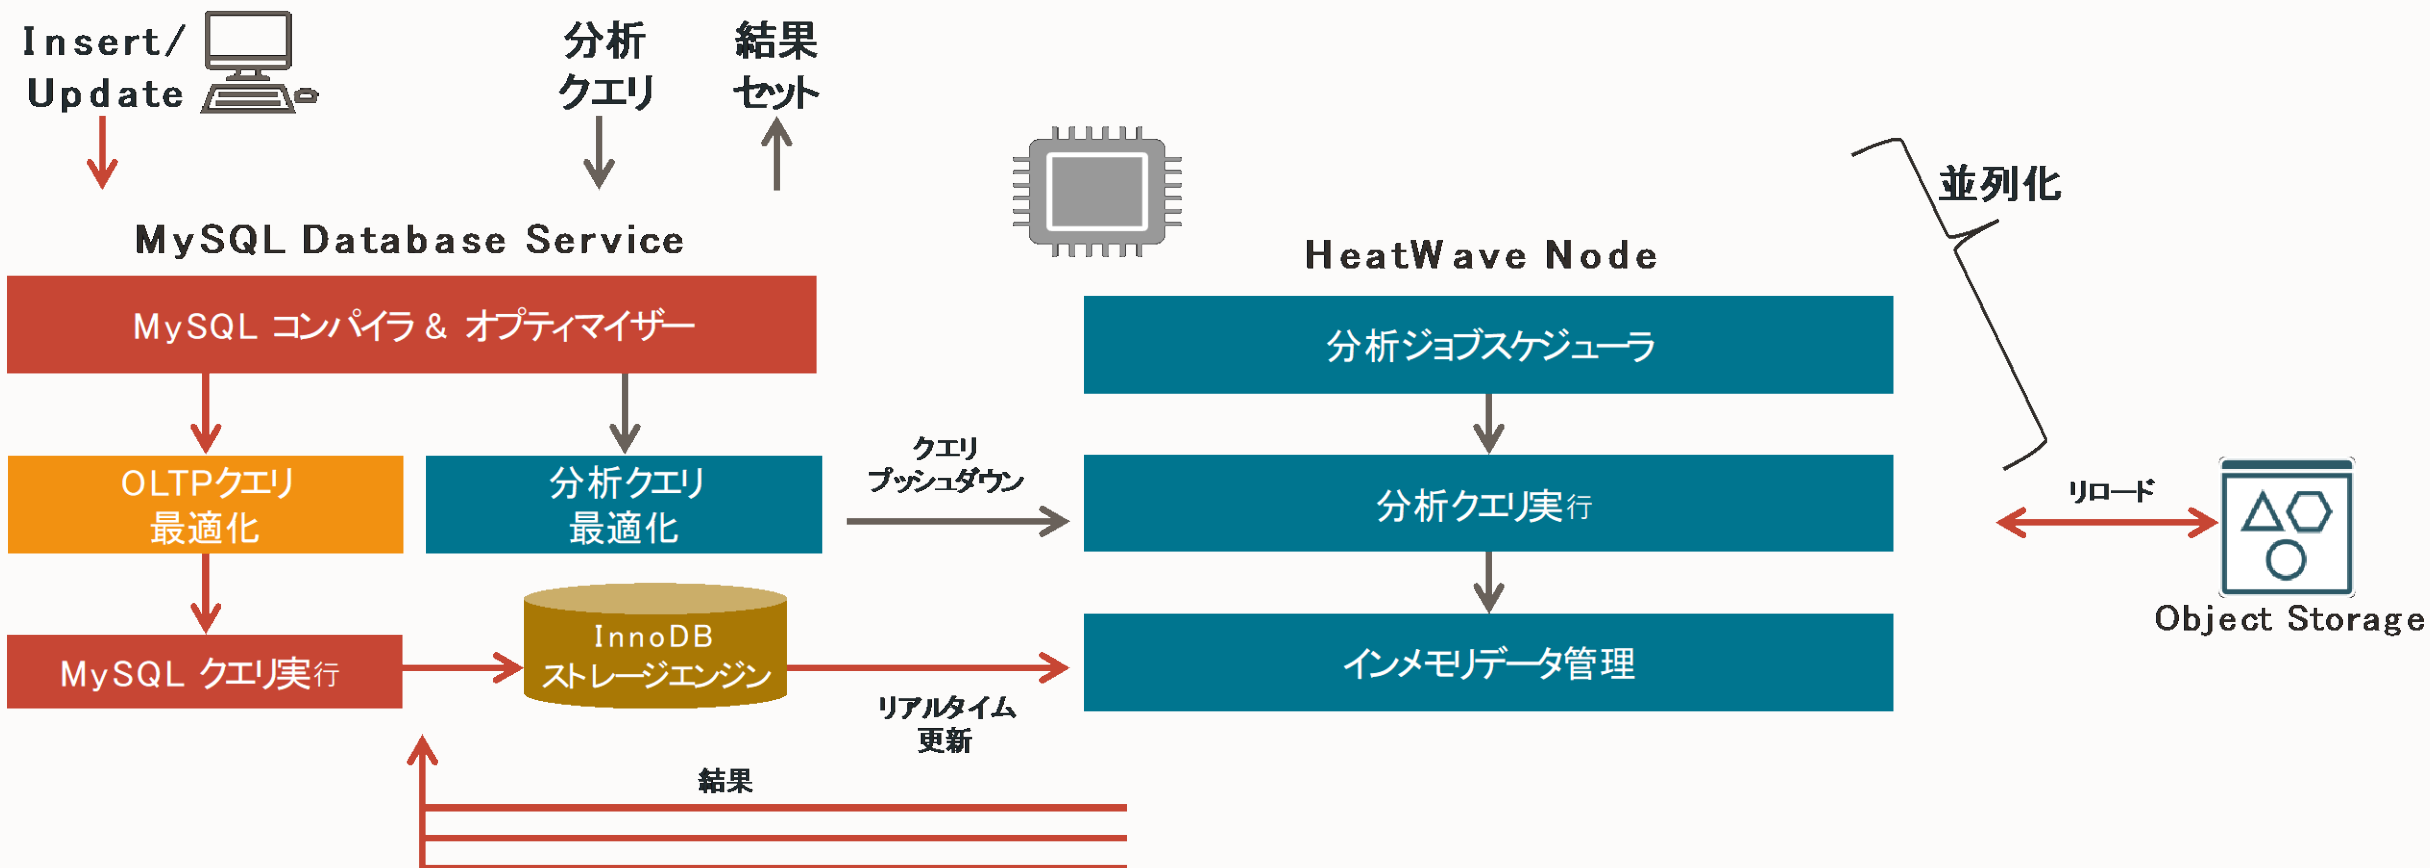 Insert/
Update
分析
クエリ
結果
セット
並列化
MySQL Database Service
HeatWave Node
MySQL コンパイラ & オプティマイザー
分析ジョブスケジューラ
OLTPクエリ
最適化
分析クエリ
最適化
クエリ
プッシュダウン
分析クエリ実行
リロード
Object Storage
MySQL クエリ実行
InnoDB
ストレージエンジン
リアルタイム
更新
インメモリデータ管理
結果